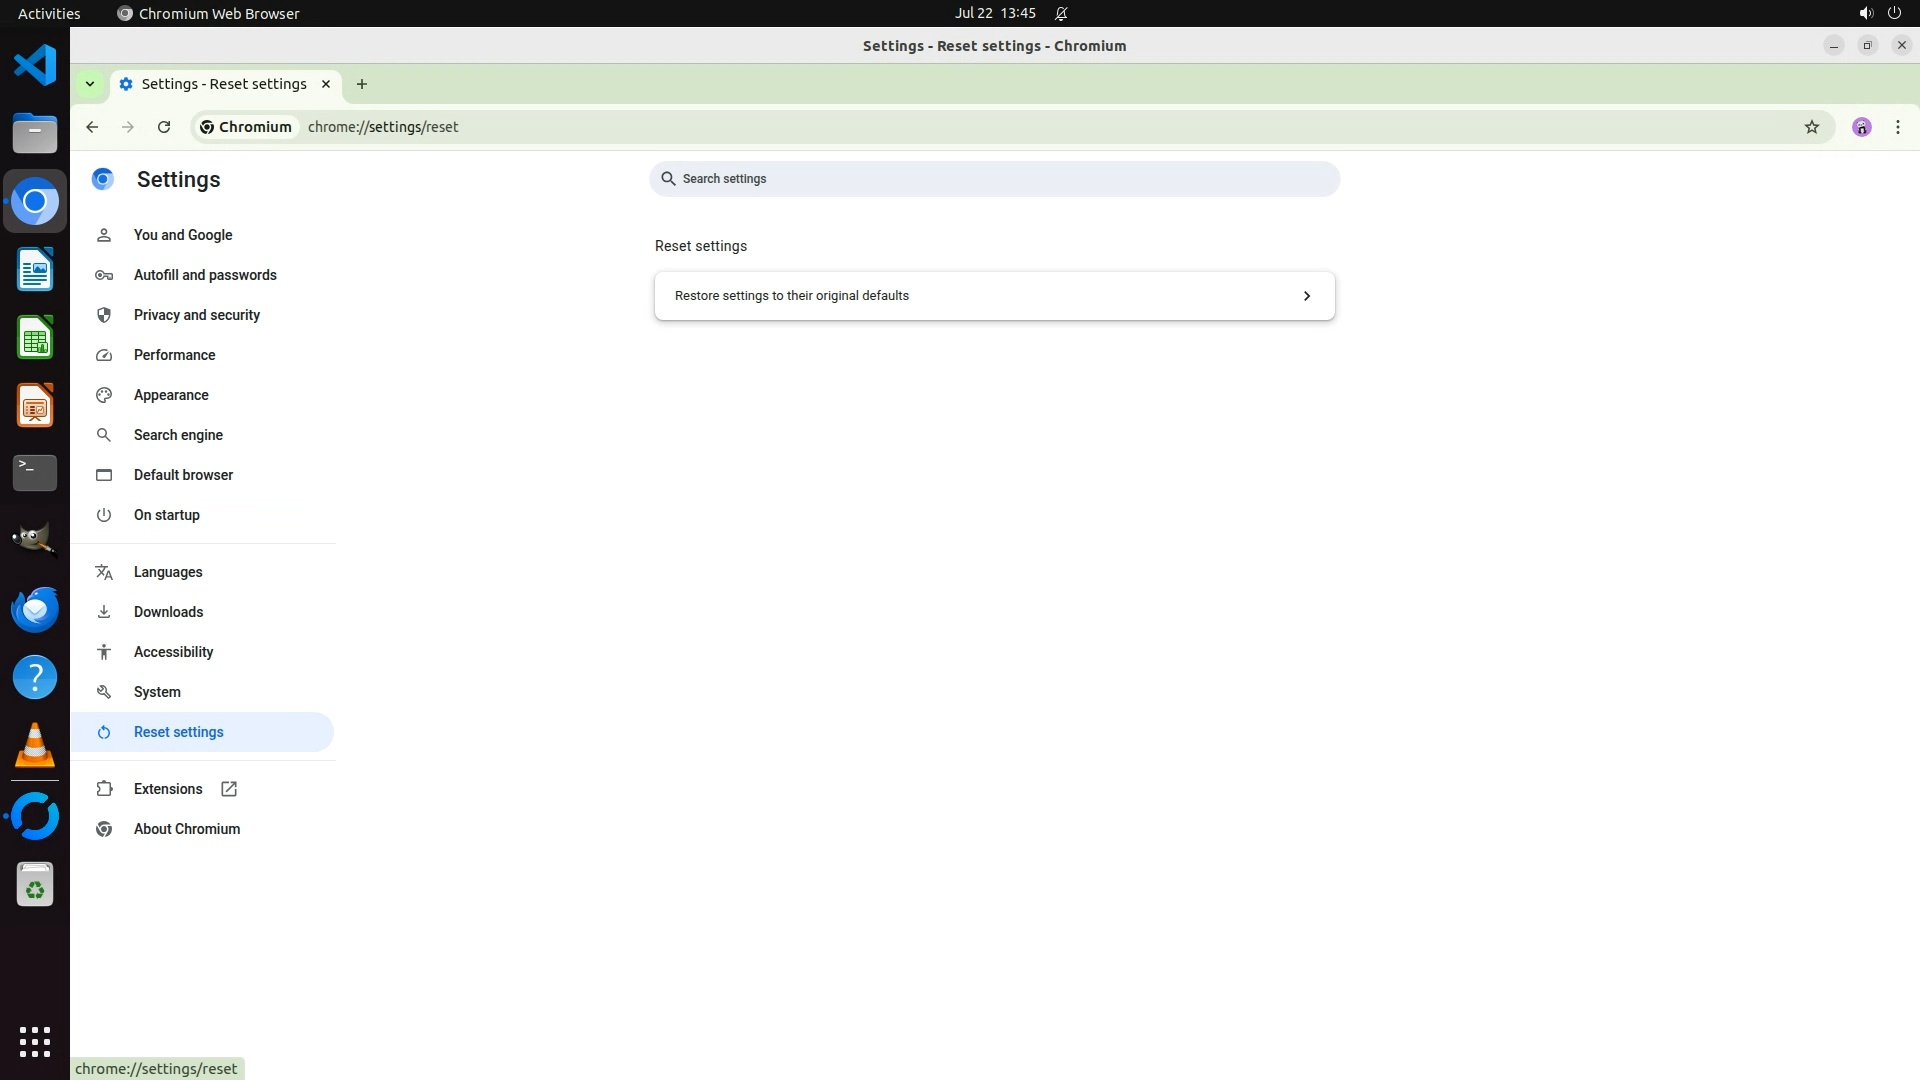 Activities
Chromium Web Browser
Jul 22 13:45
Settings - Reset settings - Chromium
Settings - Reset settings
Chromium
chrome://settings/reset
Settings
Search settings
You and Google
Autofill and passwords
Privacy and security
Performance
Appearance
Search engine
Default browser
On startup
Languages
Downloads
Accessibility
System
Reset settings
Extensions
About Chromium
Reset settings
Restore settings to their original defaults
chrome://settings/reset